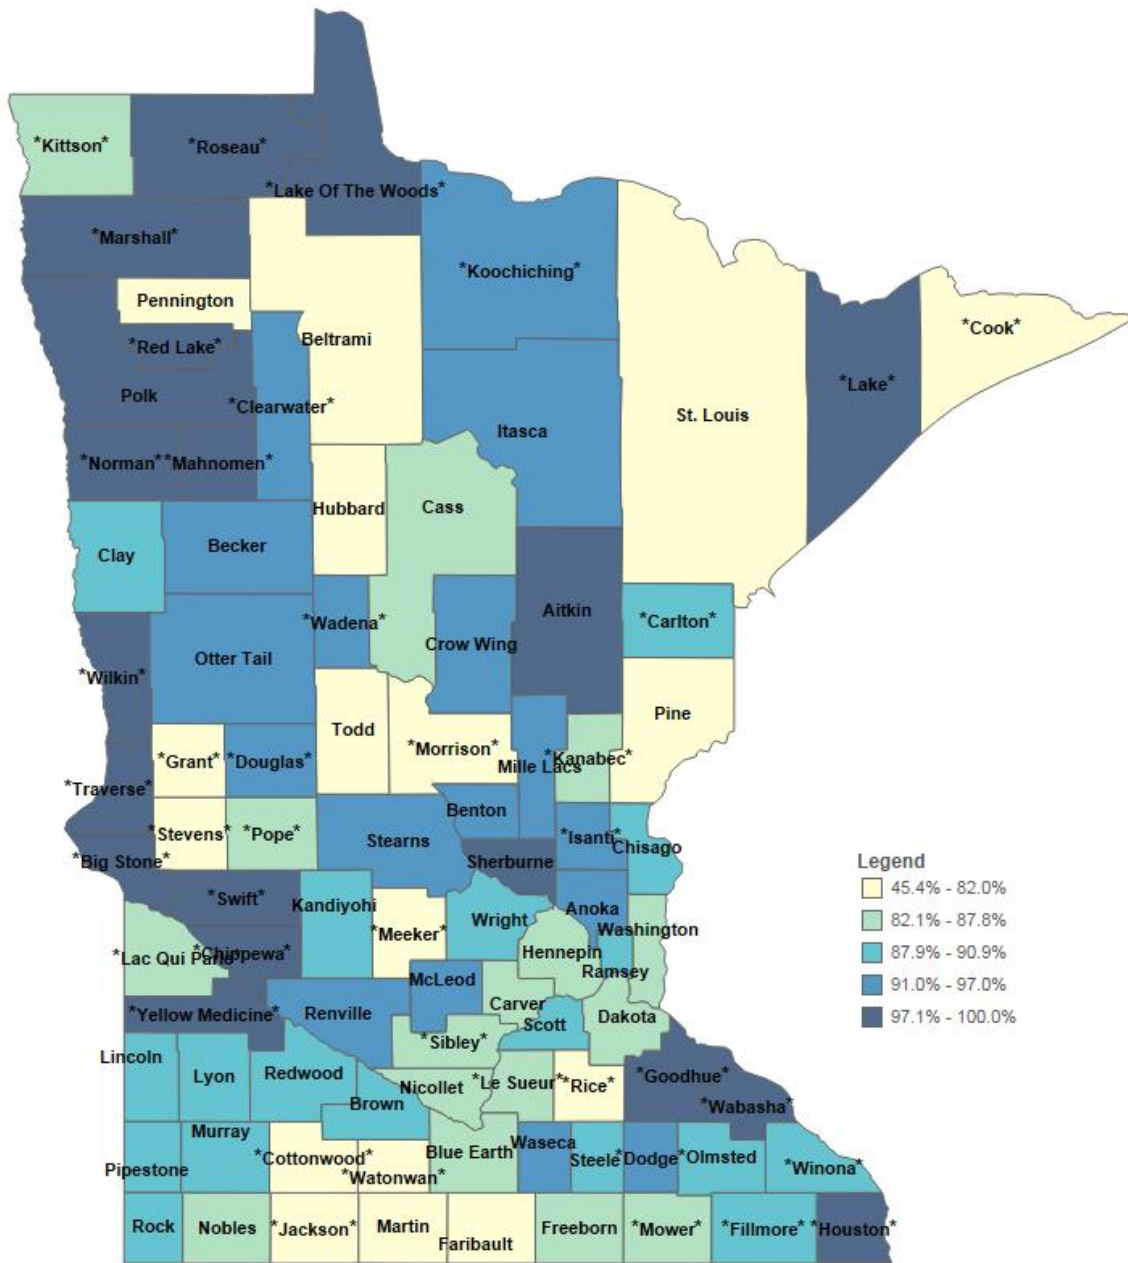 *Kittson*
*Roseau*
*Lake Of The Woods*
*Marshall*
*Koochiching*
Pennington
*Cook*
Beltrami
*Red Lake*
*Lake*
Polk
*Clearwater*
St. Louis
Itasca
*Norman*
*Mahnomen*
Hubbard
Cass
Clay
Becker
Aitkin
*Wadena*
*Carlton*
Crow Wing
Otter Tail
*Wilkin*
Pine
Todd
*Morrison*
*Grant*
*Douglas*
*Kanabec*
Mille Lacs
*Traverse*
Benton
*Stevens*
*Pope*
Stearns
*Isanti*
Chisago
*Big Stone*
Sherburne
Legend
45.4% - 82.0%
82.1% - 87.8%
87.9% - 90.9%
91.0% - 97.0%
97.1% - 100.0%
*Swift*
Kandiyohi
Anoka
Wright
*Meeker*
Washington
*Chippewa*
*Lac Qui Parle*
Hennepin
Ramsey
McLeod
Carver
*Yellow Medicine*
Renville
Dakota
Scott
*Sibley*
Lincoln
Lyon
Redwood
*Goodhue*
Nicollet
*Le Sueur*
*Rice*
Brown
*Wabasha*
Murray
Waseca
Blue Earth
*Cottonwood*
Steele
*Dodge*
*Olmsted
Pipestone
*Watonwan*
*Winona*
Rock
Nobles
*Jackson*
Martin
Faribault
Freeborn
*Mower*
*Fillmore*
*Houston*